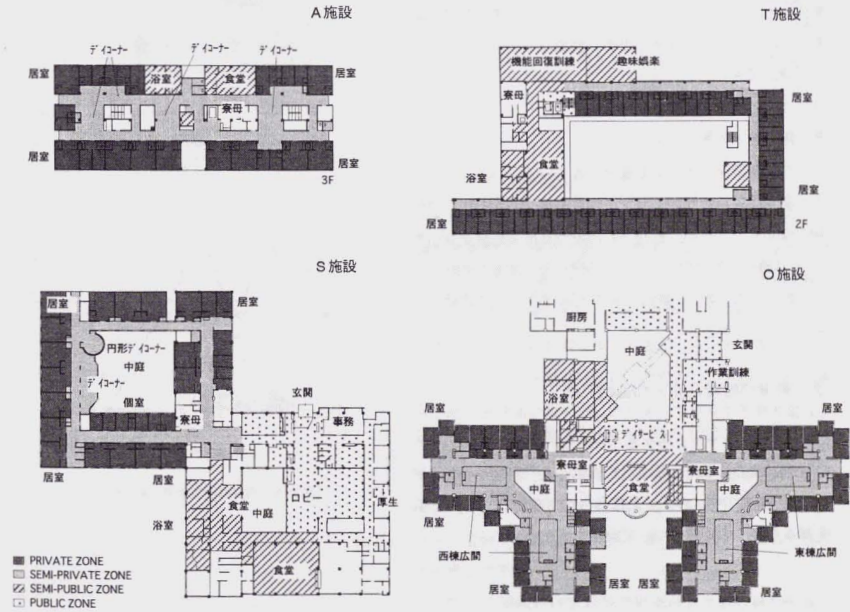 A施設
デイコーナー
デイコーナー
居室
浴室
食堂
居室
寮母
居室
居室
3F
T施設
機能回復訓練
趣味娯楽
寮母
居室
食堂
浴室
居室
居室
2F
S施設
居室
居室
円形デイコーナー
中庭
デイコーナー
個室
寮母
玄関
事務
居室
居室
食堂
中庭
ロビー
厚生
浴室
食堂
O施設
厨房
中庭
玄関
作業訓練
浴室
居室
デイサービス
居室
寮母室
寮母室
中庭
食堂
中庭
居室
居室
西棟広間
東棟広間
居室
居室
居室
居室
PRIVATE ZONE
SEMI-PRIVATE ZONE
SEMI-PUBLIC ZONE
PUBLIC ZONE